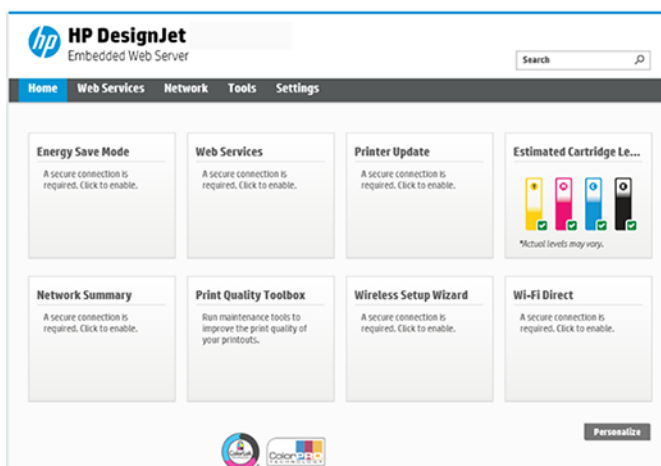 hp
HP DesignJet
Embedded Web Server
Search
Home Web Services Network Tools Settings
Energy Save Mode
A secure connection is
required. Click to enable.
Web Services
A secure connection is
required. Click to enable.
Printer Update
A secure connection is
required. Click to enable.
Estimated Cartridge Le...
Y M C K
*Actual levels may vary.
Network Summary
A secure connection is
required. Click to enable.
Print Quality Toolbox
Run maintenance tools to
improve the print quality of
your printouts.
Wireless Setup Wizard
A secure connection is
required. Click to enable.
Wi-Fi Direct
A secure connection is
required. Click to enable.
Personalize
ColorLok
ColorPRO
TECHNOLOGY